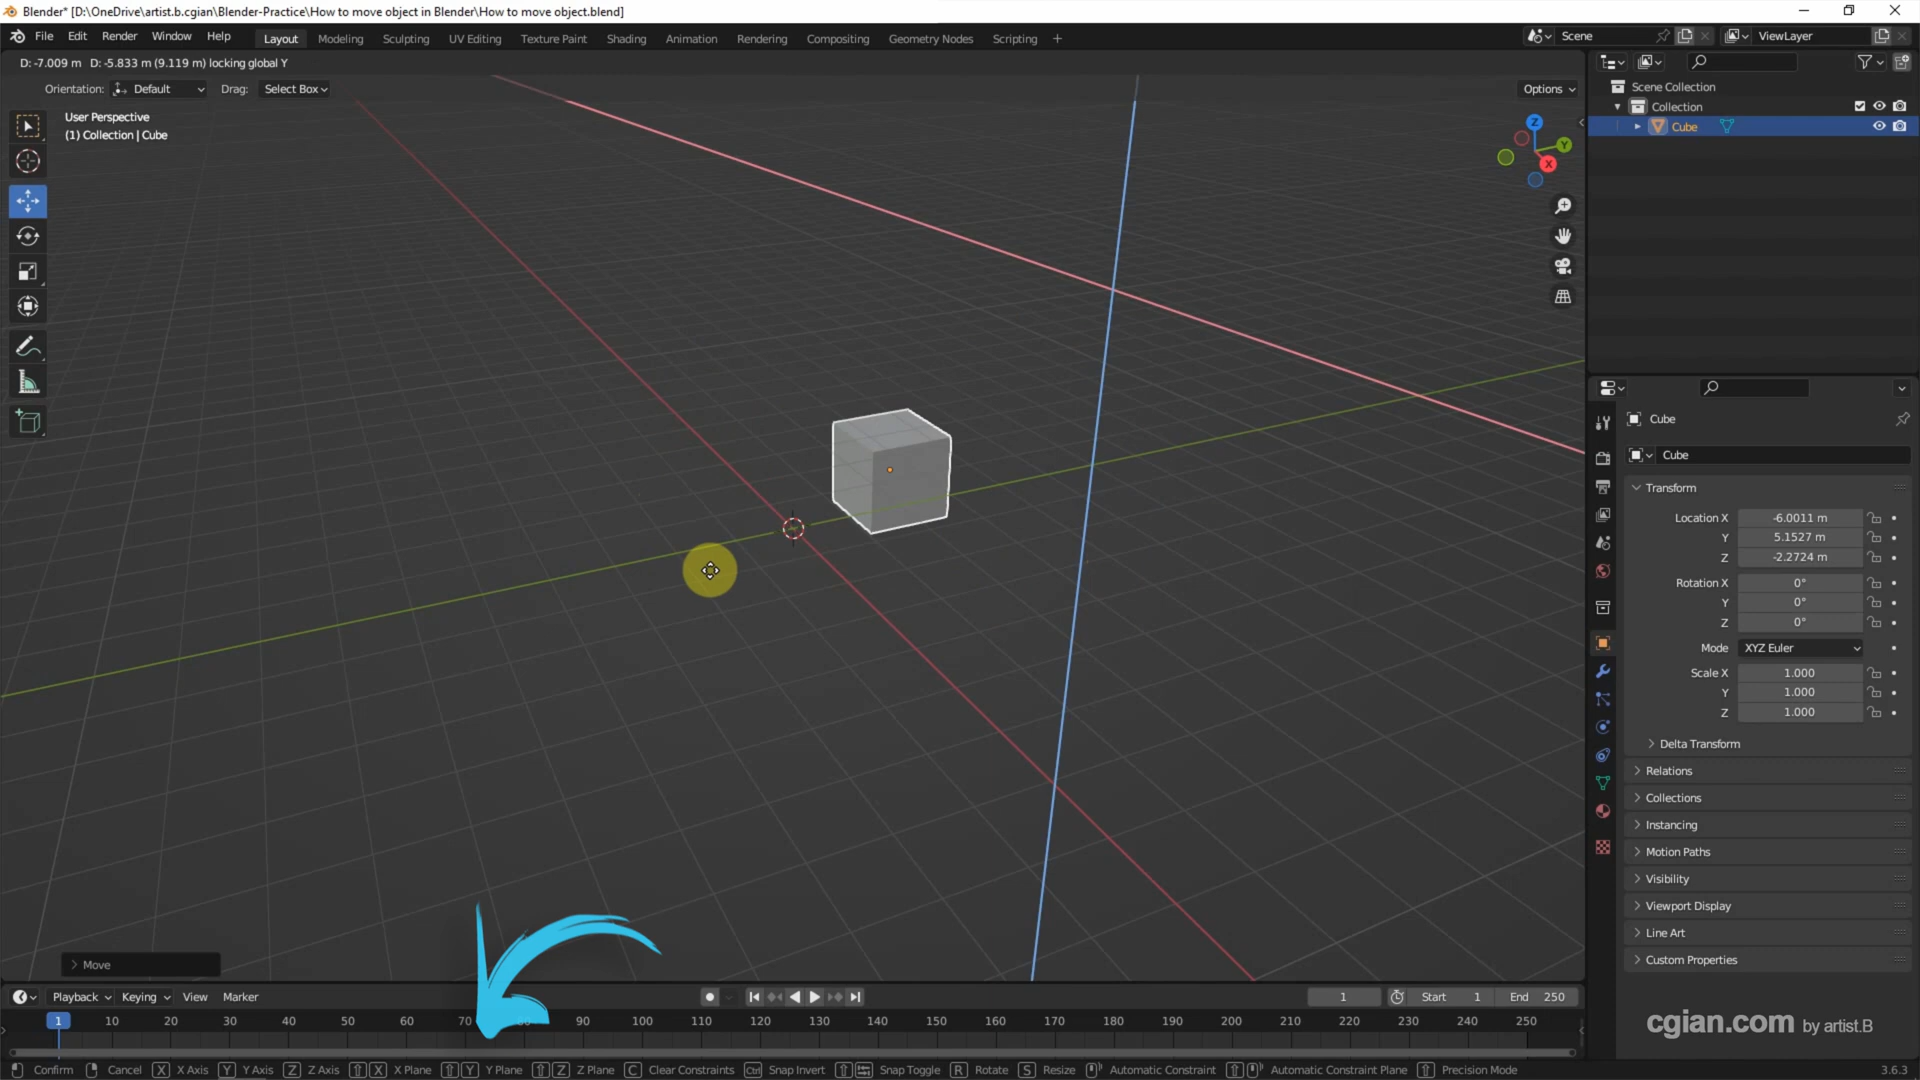 Blender* [D:\OneDrive\artist.b.cgian\Blender-Practice\How to move object in Blender\How to move object.blend]
File Edit Render Window Help Layout Modeling Sculpting UV Editing Texture Paint Shading Animation Rendering Compositing Geometry Nodes Scripting + Scene ViewLayer
D: -7.009 m D: -5.833 m (9.119 m) locking global Y
Orientation: Default Drag: Select Box Options
User Perspective
(1) Collection | Cube
Z
Y
X
Scene Collection
Collection
Cube
Cube
Cube
Transform
Location X -6.0011 m
Y 5.1527 m
Z -2.2724 m
Rotation X 0°
Y 0°
Z 0°
Mode XYZ Euler
Scale X 1.000
Y 1.000
Z 1.000
Delta Transform
Relations
Collections
Instancing
Motion Paths
Visibility
Viewport Display
Line Art
Custom Properties
Move
Playback Keying View Marker 1 Start 1 End 250
1 10 20 30 40 50 60 70 90 100 110 120 130 140 150 160 170 180 190 200 210 220 230 240 250
cgian.com by artist.B
Confirm Cancel X X Axis Y Y Axis Z Z Axis X X Plane Y Y Plane Z Z Plane C Clear Constraints Ctrl Snap Invert Snap Toggle R Rotate S Resize Automatic Constraint Automatic Constraint Plane Precision Mode 3.6.3